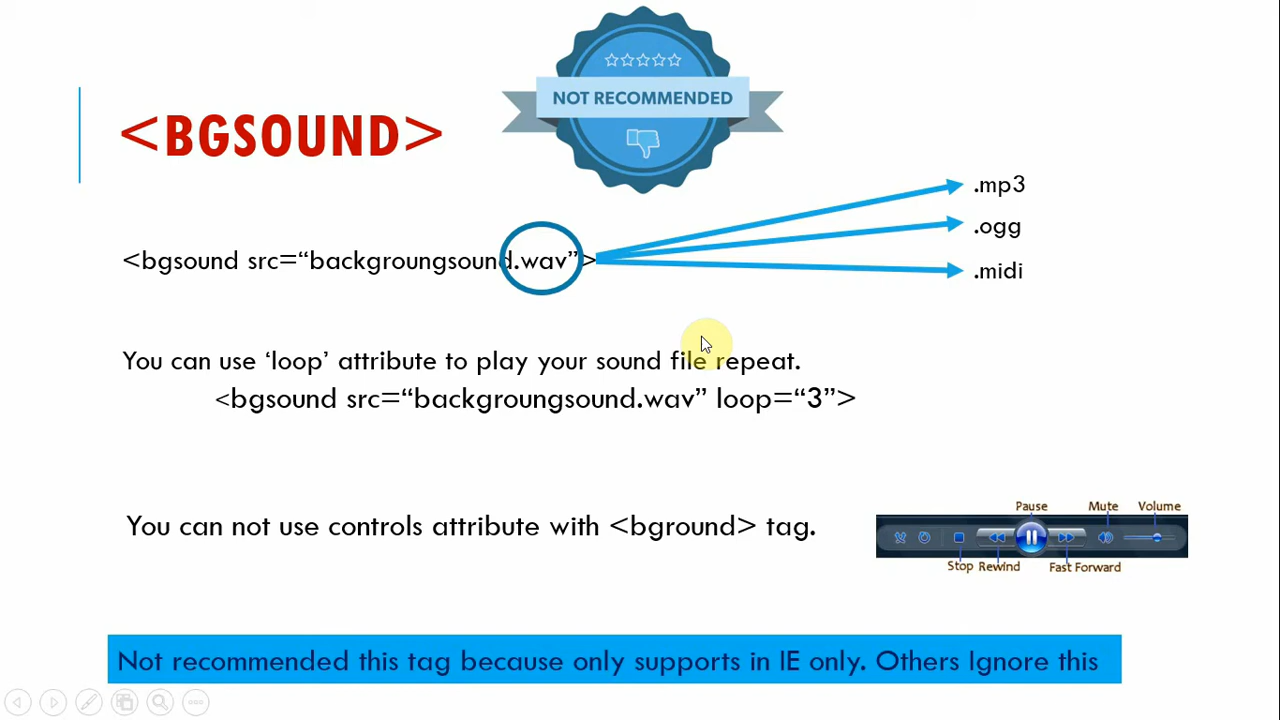 NOT RECOMMENDED
<BGSOUND>
.mp3
.ogg
<bgsound src=“backgroungsound.wav”>
.midi
You can use ‘loop’ attribute to play your sound file repeat.
<bgsound src=“backgroungsound.wav” loop=“3”>
Pause Mute Volume
You can not use controls attribute with <bground> tag.
Stop Rewind Fast Forward
Not recommended this tag because only supports in IE only. Others Ignore this